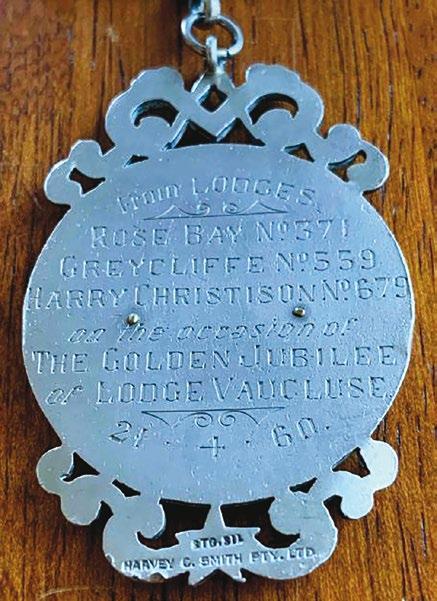 from LODGES
ROSE BAY No. 371
GREYCLIFFE No. 559
HARRY CHRISTISON No. 679
on the occasion of
THE GOLDEN JUBILEE
of LODGE VAUCLUSE.
21 · 4 · 60.
STG. SIL
HARVEY C. SMITH PTY. LTD.